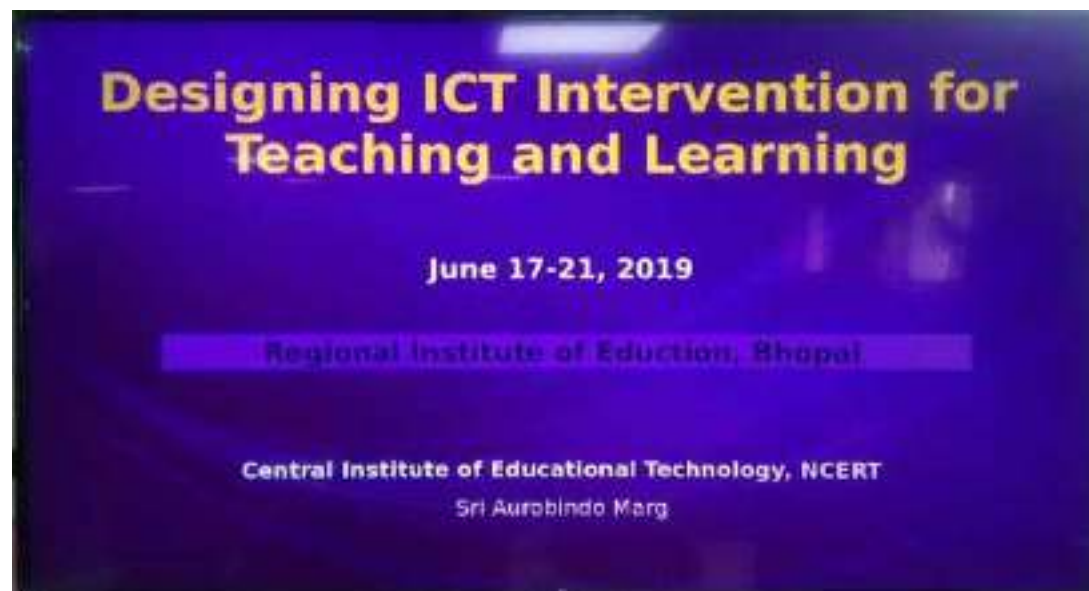 Designing ICT Intervention for
Teaching and Learning
June 17-21, 2019
Regional Institute of Eduction, Bhopal
Central Institute of Educational Technology, NCERT
Sri Aurobindo Marg